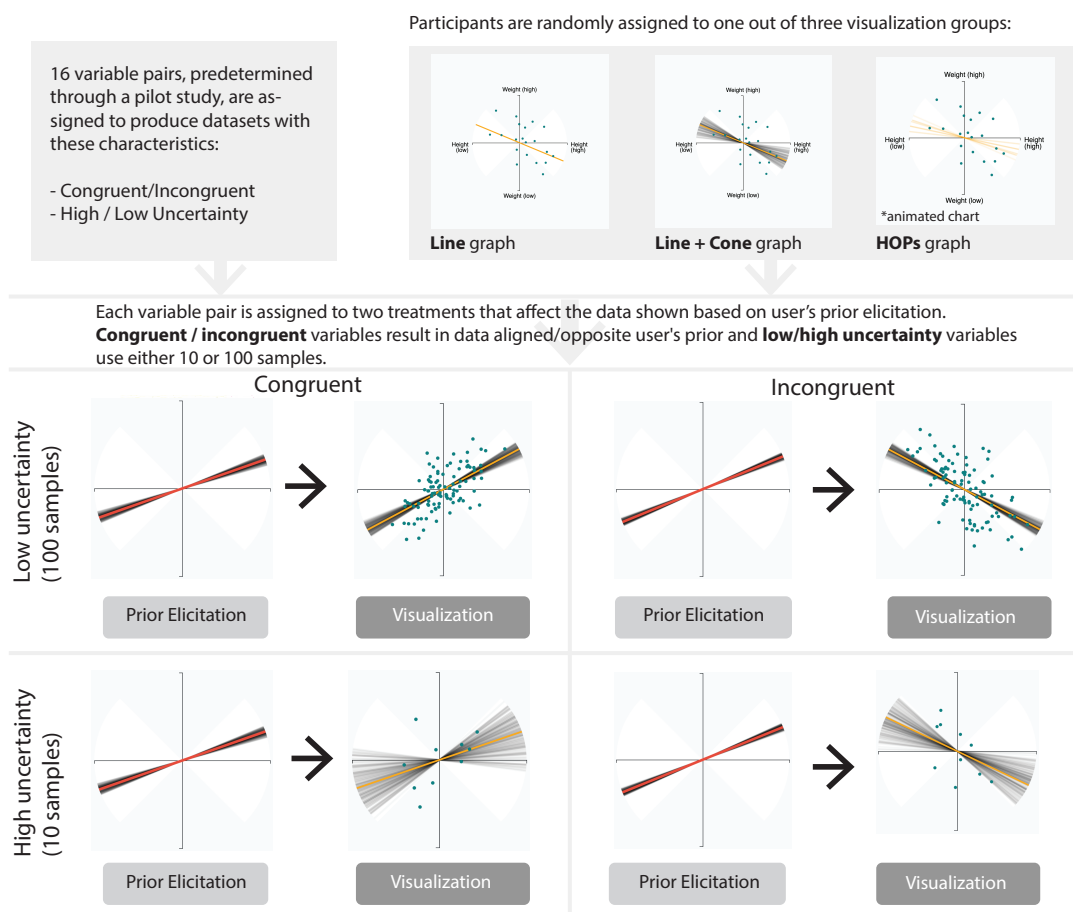 Participants are randomly assigned to one out of three visualization groups:
16 variable pairs, predetermined
through a pilot study, are as-
signed to produce datasets with
these characteristics:
- Congruent/Incongruent
- High / Low Uncertainty
Weight (high)
Height
(low)
Height
(high)
Weight (low)
Line graph
Weight (high)
Height
(low)
Height
(high)
Weight (low)
Line + Cone graph
Weight (high)
Height
(low)
Height
(high)
Weight (low)
*animated chart
HOPs graph
Each variable pair is assigned to two treatments that affect the data shown based on user's prior elicitation.
Congruent / incongruent variables result in data aligned/opposite user's prior and low/high uncertainty variables
use either 10 or 100 samples.
Congruent
Incongruent
Low uncertainty
(100 samples)
Prior Elicitation
Visualization
Prior Elicitation
Visualization
High uncertainty
(10 samples)
Prior Elicitation
Visualization
Prior Elicitation
Visualization